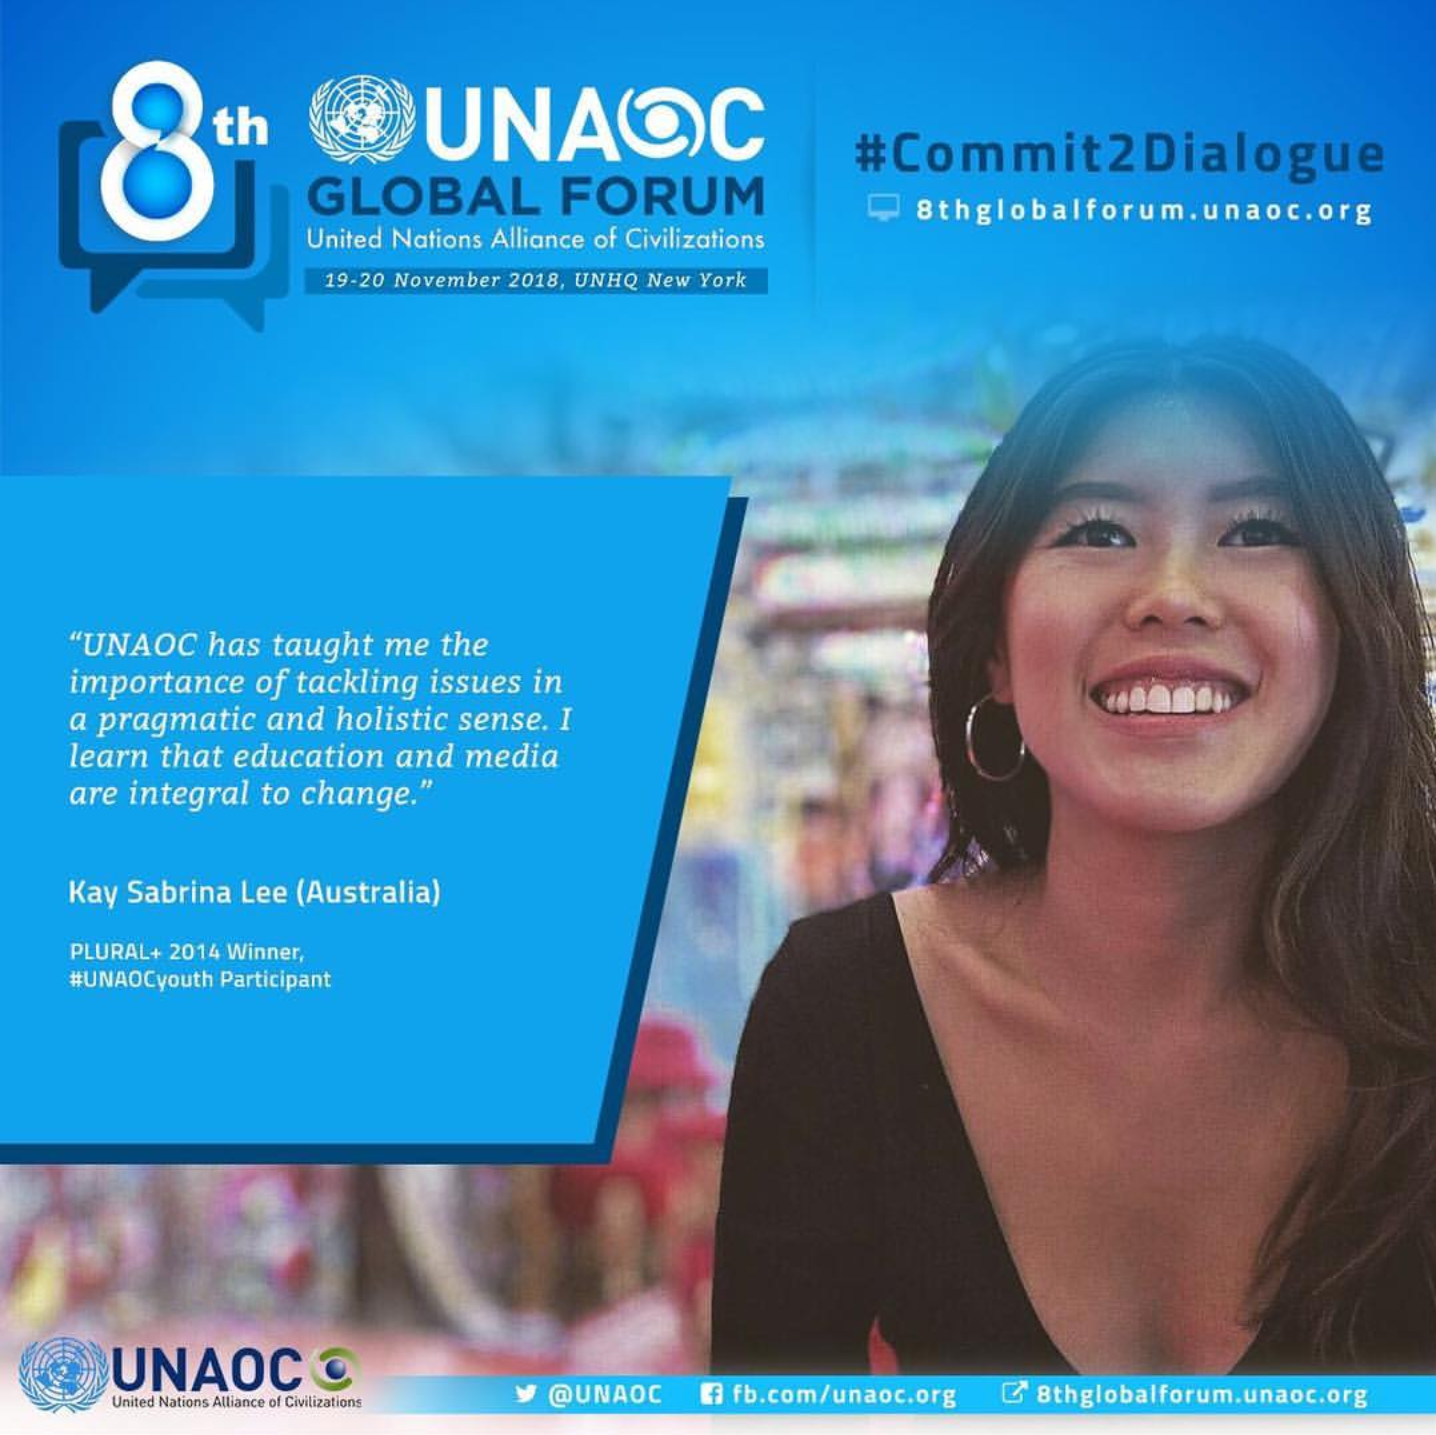 8th
UNAOC
GLOBAL FORUM
United Nations Alliance of Civilizations
19-20 November 2018, UNHQ New York
#Commit2Dialogue
8thglobalforum.unaoc.org
“UNAOC has taught me the
importance of tackling issues in
a pragmatic and holistic sense. I
learn that education and media
are integral to change.”
Kay Sabrina Lee (Australia)
PLURAL+ 2014 Winner,
#UNAOCyouth Participant
UNAOC
United Nations Alliance of Civilizations
@UNAOC
fb.com/unaoc.org
8thglobalforum.unaoc.org